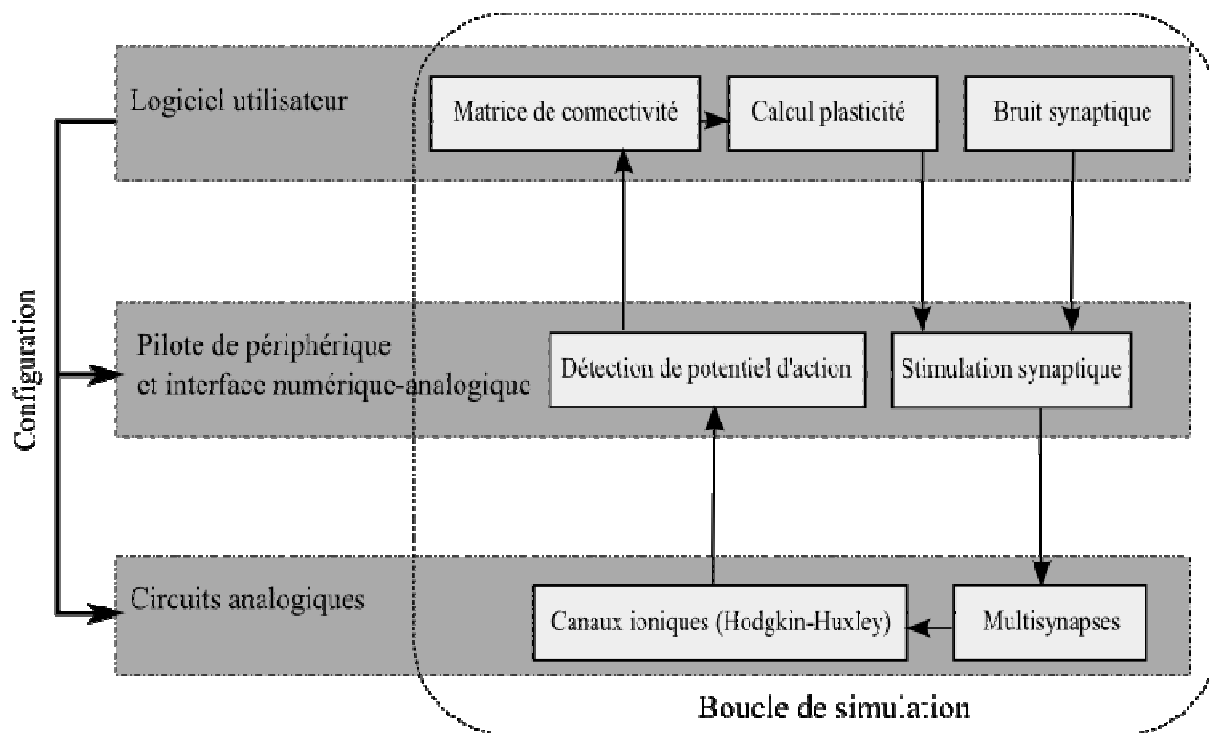 Logiciel utilisateur
Matrice de connectivité
Calcul plasticité
Bruit synaptique
Configuration
Pilote de périphérique
et interface numérique-analogique
Détection de potentiel d'action
Stimulation synaptique
Circuits analogiques
Canaux ioniques (Hodgkin-Huxley)
Multisynapses
Boucle de simulation